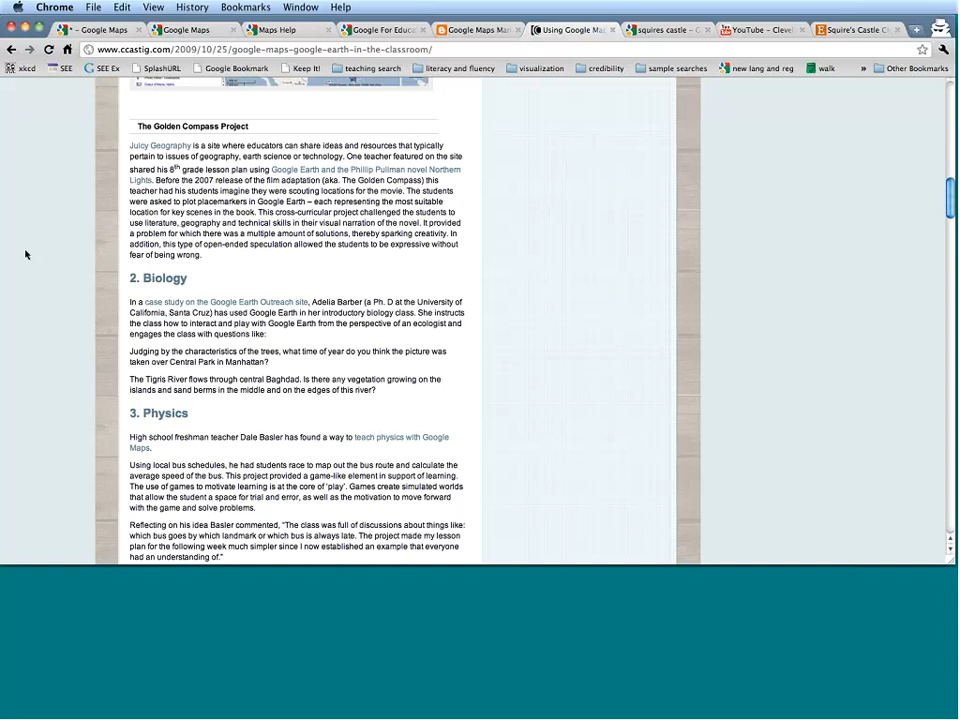 Chrome File Edit View History Bookmarks Window Help
* - Google Maps
Google Maps
Maps Help
Google For Educa
Google Maps Ma
Using Google Ma
squires castle - G
YouTube - Clevel
Squire's Castle C
www.ccastig.com/2009/10/25/google-maps-google-earth-in-the-classroom/
xkcd SEE SEE Ex SplashURL Google Bookmark Keep It! teaching search literacy and fluency visualization credibility sample searches new lang and reg walk » Other Bookmarks
The Golden Compass Project
Juicy Geography is a site where educators can share ideas and resources that typically
pertain to issues of geography, earth science or technology. One teacher featured on the site
shared his 8th grade lesson plan using Google Earth and the Phillip Pullman novel Northern
Lights. Before the 2007 release of the film adaptation (aka. The Golden Compass) this
teacher had his students imagine they were scouting locations for the movie. The students
were asked to plot placemarkers in Google Earth – each representing the most suitable
location for key scenes in the book. This cross-curricular project challenged the students to
use literature, geography and technical skills in their visual narration of the novel. It provided
a problem for which there was a multiple amount of solutions, thereby sparking creativity. In
addition, this type of open-ended speculation allowed the students to be expressive without
fear of being wrong.
2. Biology
In a case study on the Google Earth Outreach site, Adelia Barber (a Ph. D at the University of
California, Santa Cruz) has used Google Earth in her introductory biology class. She instructs
the class how to interact and play with Google Earth from the perspective of an ecologist and
engages the class with questions like:
Judging by the characteristics of the trees, what time of year do you think the picture was
taken over Central Park in Manhattan?
The Tigris River flows through central Baghdad. Is there any vegetation growing on the
islands and sand berms in the middle and on the edges of this river?
3. Physics
High school freshman teacher Dale Basler has found a way to teach physics with Google
Maps.
Using local bus schedules, he had students race to map out the bus route and calculate the
average speed of the bus. This project provided a game-like element in support of learning.
The use of games to motivate learning is at the core of 'play'. Games create simulated worlds
that allow the student a space for trial and error, as well as the motivation to move forward
with the game and solve problems.
Reflecting on his idea Basler commented, "The class was full of discussions about things like:
which bus goes by which landmark or which bus is always late. The project made my lesson
plan for the following week much simpler since I now established an example that everyone
had an understanding of."